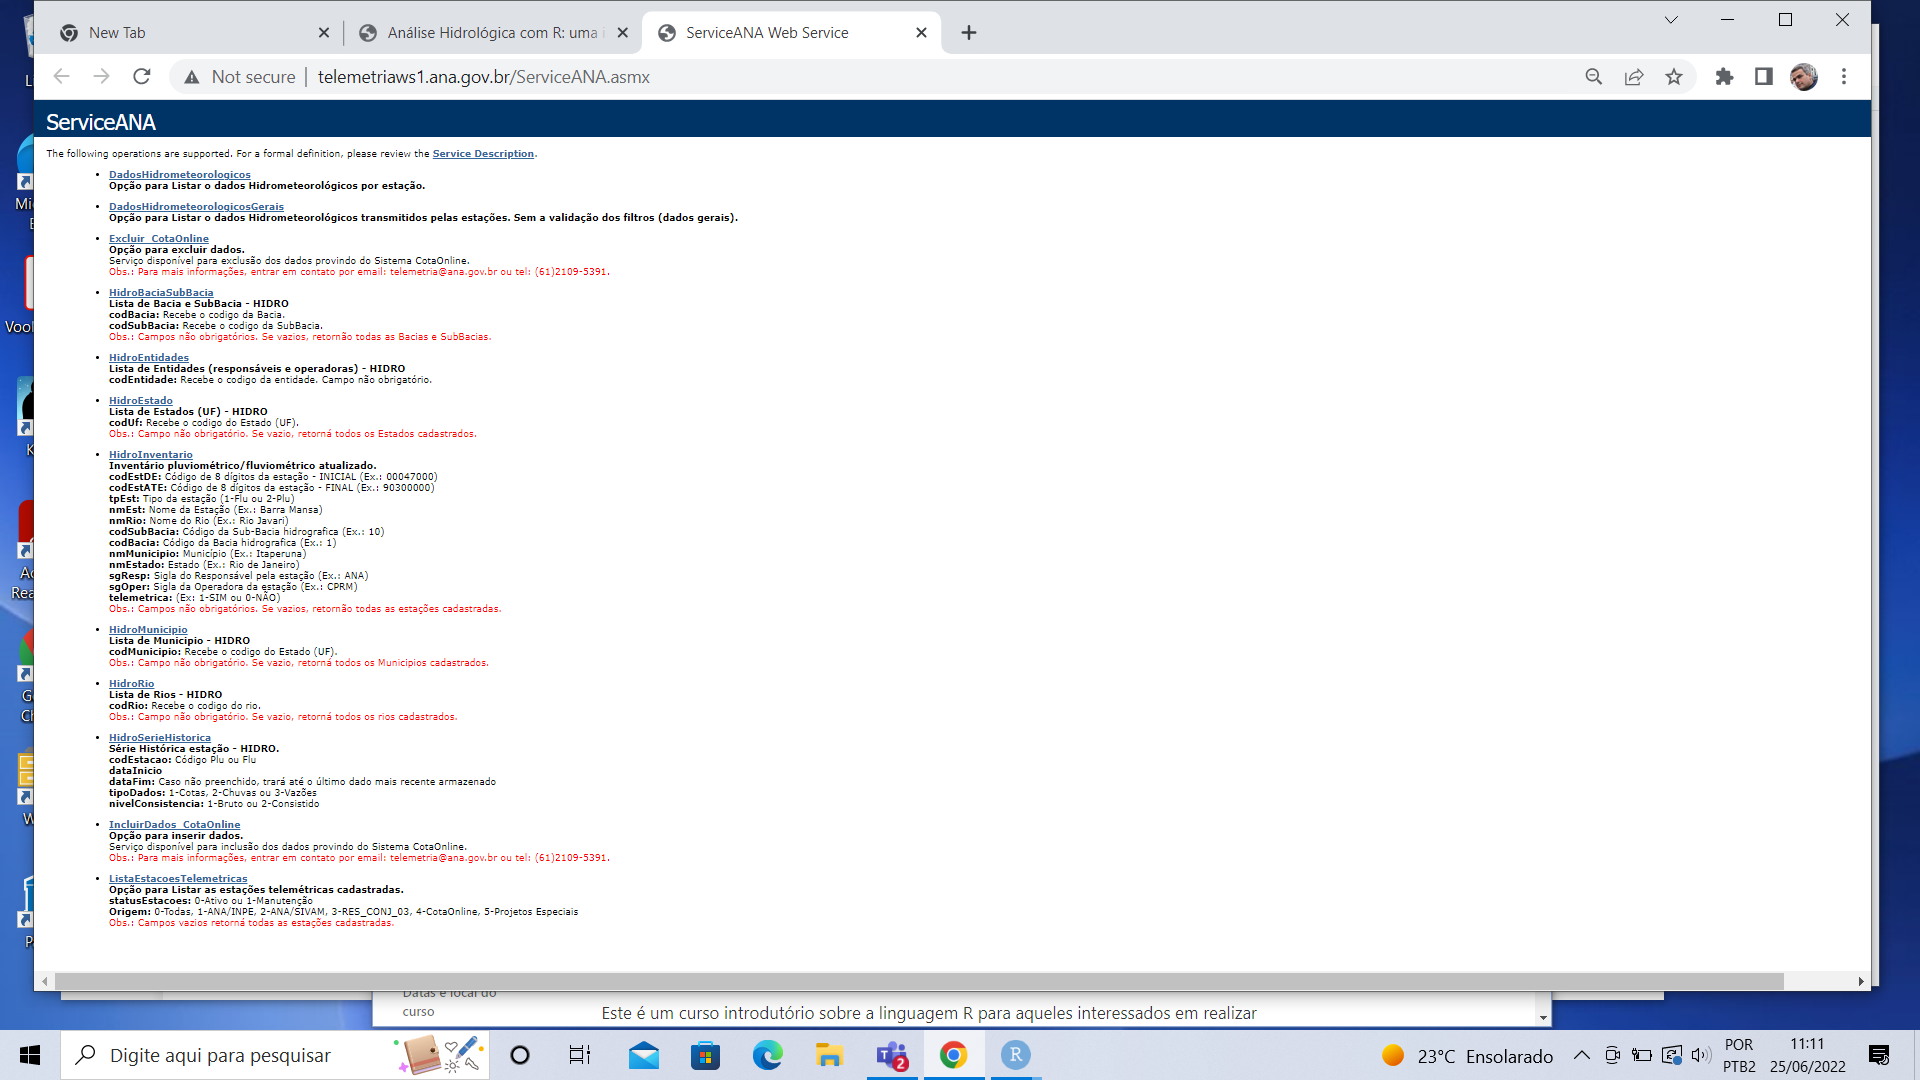 New Tab
Análise Hidrológica com R: uma i
ServiceANA Web Service
Not secure
telemetriaws1.ana.gov.br/ServiceANA.asmx
ServiceANA
The following operations are supported. For a formal definition, please review the Service Description.
DadosHidrometeorologicos
Opção para Listar o dados Hidrometeorológicos por estação.
DadosHidrometeorologicosGerais
Opção para Listar o dados Hidrometeorológicos transmitidos pelas estações. Sem a validação dos filtros (dados gerais).
Excluir_CotaOnline
Opção para excluir dados.
Serviço disponível para exclusão dos dados provindo do Sistema CotaOnline.
Obs.: Para mais informações, entrar em contato por email: telemetria@ana.gov.br ou tel: (61)2109-5391.
HidroBaciaSubBacia
Lista de Bacia e SubBacia - HIDRO
codBacia: Recebe o codigo da Bacia.
codSubBacia: Recebe o codigo da SubBacia.
Obs.: Campos não obrigatórios. Se vazios, retornão todas as Bacias e SubBacias.
HidroEntidades
Lista de Entidades (responsáveis e operadoras) - HIDRO
codEntidade: Recebe o codigo da entidade. Campo não obrigatório.
HidroEstado
Lista de Estados (UF) - HIDRO
codUf: Recebe o codigo do Estado (UF).
Obs.: Campo não obrigatório. Se vazio, retorná todos os Estados cadastrados.
HidroInventario
Inventário pluviométrico/fluviométrico atualizado.
codEstDE: Código de 8 dígitos da estação - INICIAL (Ex.: 00047000)
codEstATE: Código de 8 dígitos da estação - FINAL (Ex.: 90300000)
tpEst: Tipo da estação (1-Flu ou 2-Plu)
nmEst: Nome da Estação (Ex.: Barra Mansa)
nmRio: Nome do Rio (Ex.: Rio Javari)
codSubBacia: Código da Sub-Bacia hidrografica (Ex.: 10)
codBacia: Código da Bacia hidrografica (Ex.: 1)
nmMunicipio: Município (Ex.: Itaperuna)
nmEstado: Estado (Ex.: Rio de Janeiro)
sgResp: Sigla do Responsável pela estação (Ex.: ANA)
sgOper: Sigla da Operadora da estação (Ex.: CPRM)
telemetrica: (Ex: 1-SIM ou 0-NÃO)
Obs.: Campos não obrigatórios. Se vazios, retornão todas as estações cadastradas.
HidroMunicipio
Lista de Municipio - HIDRO
codMunicipio: Recebe o codigo do Estado (UF).
Obs.: Campo não obrigatório. Se vazio, retorná todos os Municipios cadastrados.
HidroRio
Lista de Rios - HIDRO
codRio: Recebe o codigo do rio.
Obs.: Campo não obrigatório. Se vazio, retorná todos os rios cadastrados.
HidroSerieHistorica
Série Histórica estação - HIDRO.
codEstacao: Código Plu ou Flu
dataInicio
dataFim: Caso não preenchido, trará até o último dado mais recente armazenado
tipoDados: 1-Cotas, 2-Chuvas ou 3-Vazões
nivelConsistencia: 1-Bruto ou 2-Consistido
IncluirDados_CotaOnline
Opção para inserir dados.
Serviço disponível para inclusão dos dados provindo do Sistema CotaOnline.
Obs.: Para mais informações, entrar em contato por email: telemetria@ana.gov.br ou tel: (61)2109-5391.
ListaEstacoesTelemetricas
Opção para Listar as estações telemétricas cadastradas.
statusEstacoes: 0-Ativo ou 1-Manutenção
Origem: 0-Todas, 1-ANA/INPE, 2-ANA/SIVAM, 3-RES_CONJ_03, 4-CotaOnline, 5-Projetos Especiais
Obs.: Campos vazios retorná todas as estações cadastradas.
Datas e local do
curso
Este é um curso introdutório sobre a linguagem R para aqueles interessados em realizar
Digite aqui para pesquisar
2
R
23°C Ensolarado
POR
PTB2
11:11
25/06/2022